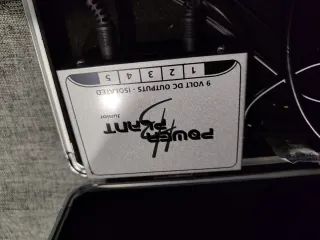 POWER
PLANT
Junior
9 VOLT DC OUTPUTS - ISOLATED
1 2 3 4 5